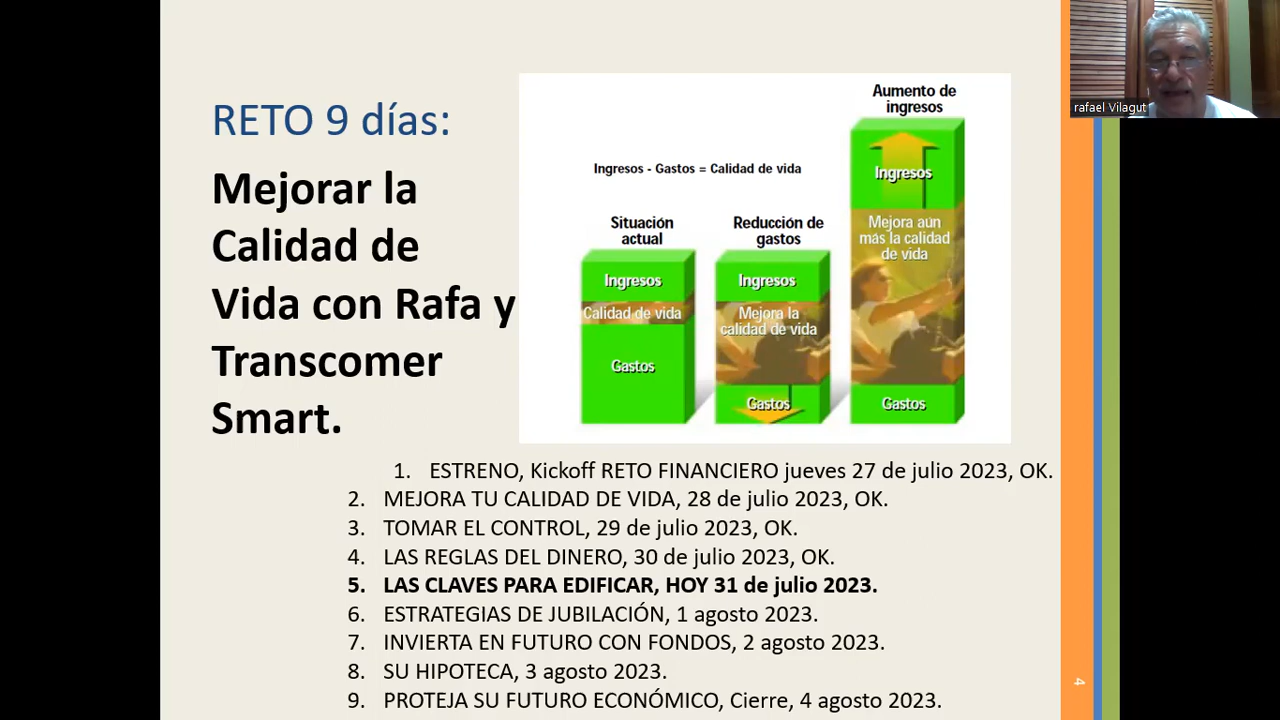 RETO 9 días:
Mejorar la
Calidad de
Vida con Rafa y
Transcomer
Smart.
Ingresos - Gastos = Calidad de vida
Situación
actual
Ingresos
Calidad de vida
Gastos
Reducción de
gastos
Ingresos
Mejora la
calidad de vida
Gastos
Aumento de
ingresos
Ingresos
Mejora aún
más la calidad
de vida
Gastos
1. ESTRENO, Kickoff RETO FINANCIERO jueves 27 de julio 2023, OK.
2. MEJORA TU CALIDAD DE VIDA, 28 de julio 2023, OK.
3. TOMAR EL CONTROL, 29 de julio 2023, OK.
4. LAS REGLAS DEL DINERO, 30 de julio 2023, OK.
5. LAS CLAVES PARA EDIFICAR, HOY 31 de julio 2023.
6. ESTRATEGIAS DE JUBILACIÓN, 1 agosto 2023.
7. INVIERTA EN FUTURO CON FONDOS, 2 agosto 2023.
8. SU HIPOTECA, 3 agosto 2023.
9. PROTEJA SU FUTURO ECONÓMICO, Cierre, 4 agosto 2023.
4
rafael Vilagut